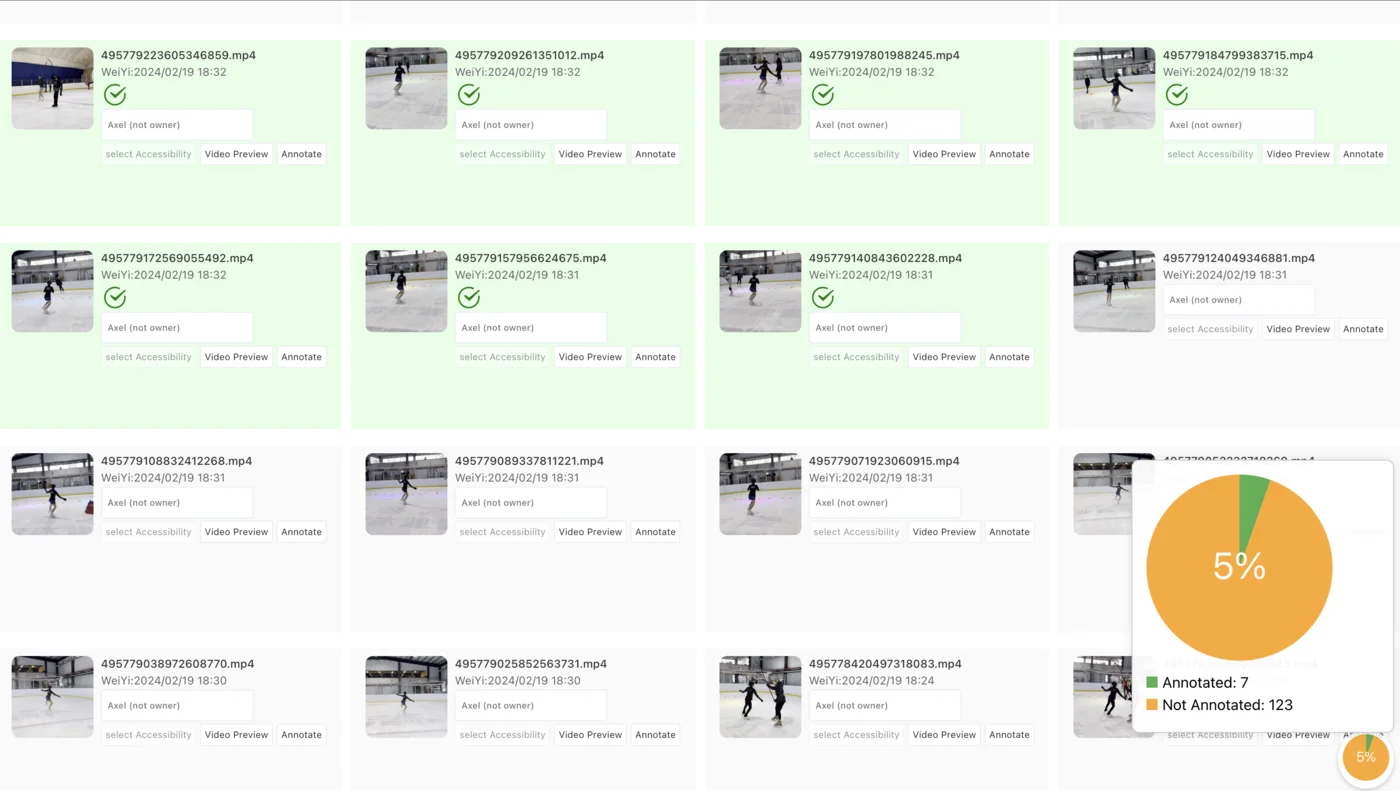 495779223605346859.mp4
WeiYi:2024/02/19 18:32
Axel (not owner)
select Accessibility Video Preview Annotate
495779209261351012.mp4
WeiYi:2024/02/19 18:32
Axel (not owner)
select Accessibility Video Preview Annotate
495779197801988245.mp4
WeiYi:2024/02/19 18:32
Axel (not owner)
select Accessibility Video Preview Annotate
495779184799383715.mp4
WeiYi:2024/02/19 18:32
Axel (not owner)
select Accessibility Video Preview Annotate
495779172569055492.mp4
WeiYi:2024/02/19 18:32
Axel (not owner)
select Accessibility Video Preview Annotate
495779157956624675.mp4
WeiYi:2024/02/19 18:31
Axel (not owner)
select Accessibility Video Preview Annotate
495779140843602228.mp4
WeiYi:2024/02/19 18:31
Axel (not owner)
select Accessibility Video Preview Annotate
495779124049346881.mp4
WeiYi:2024/02/19 18:31
Axel (not owner)
select Accessibility Video Preview Annotate
495779108832412268.mp4
WeiYi:2024/02/19 18:31
Axel (not owner)
select Accessibility Video Preview Annotate
495779089337811221.mp4
WeiYi:2024/02/19 18:31
Axel (not owner)
select Accessibility Video Preview Annotate
495779071923060915.mp4
WeiYi:2024/02/19 18:31
Axel (not owner)
select Accessibility Video Preview Annotate
495779038972608770.mp4
WeiYi:2024/02/19 18:30
Axel (not owner)
select Accessibility Video Preview Annotate
495779025852563731.mp4
WeiYi:2024/02/19 18:30
Axel (not owner)
select Accessibility Video Preview Annotate
495778420497318083.mp4
WeiYi:2024/02/19 18:24
Axel (not owner)
select Accessibility Video Preview Annotate
5%
Annotated: 7
Not Annotated: 123
select Accessibility Video Preview
5%